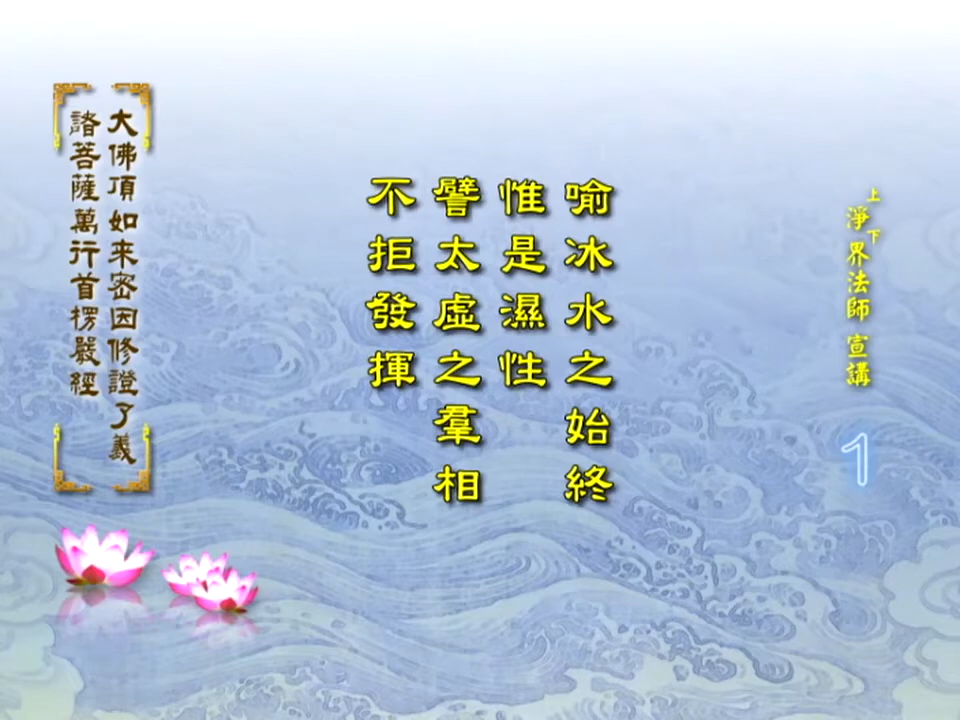 上淨下界法師 宣講
1
喻冰水之始終
惟是濕性
譬太虛之羣相
不拒發揮
大佛頂如來密因修證了義
諸菩薩萬行首楞嚴經